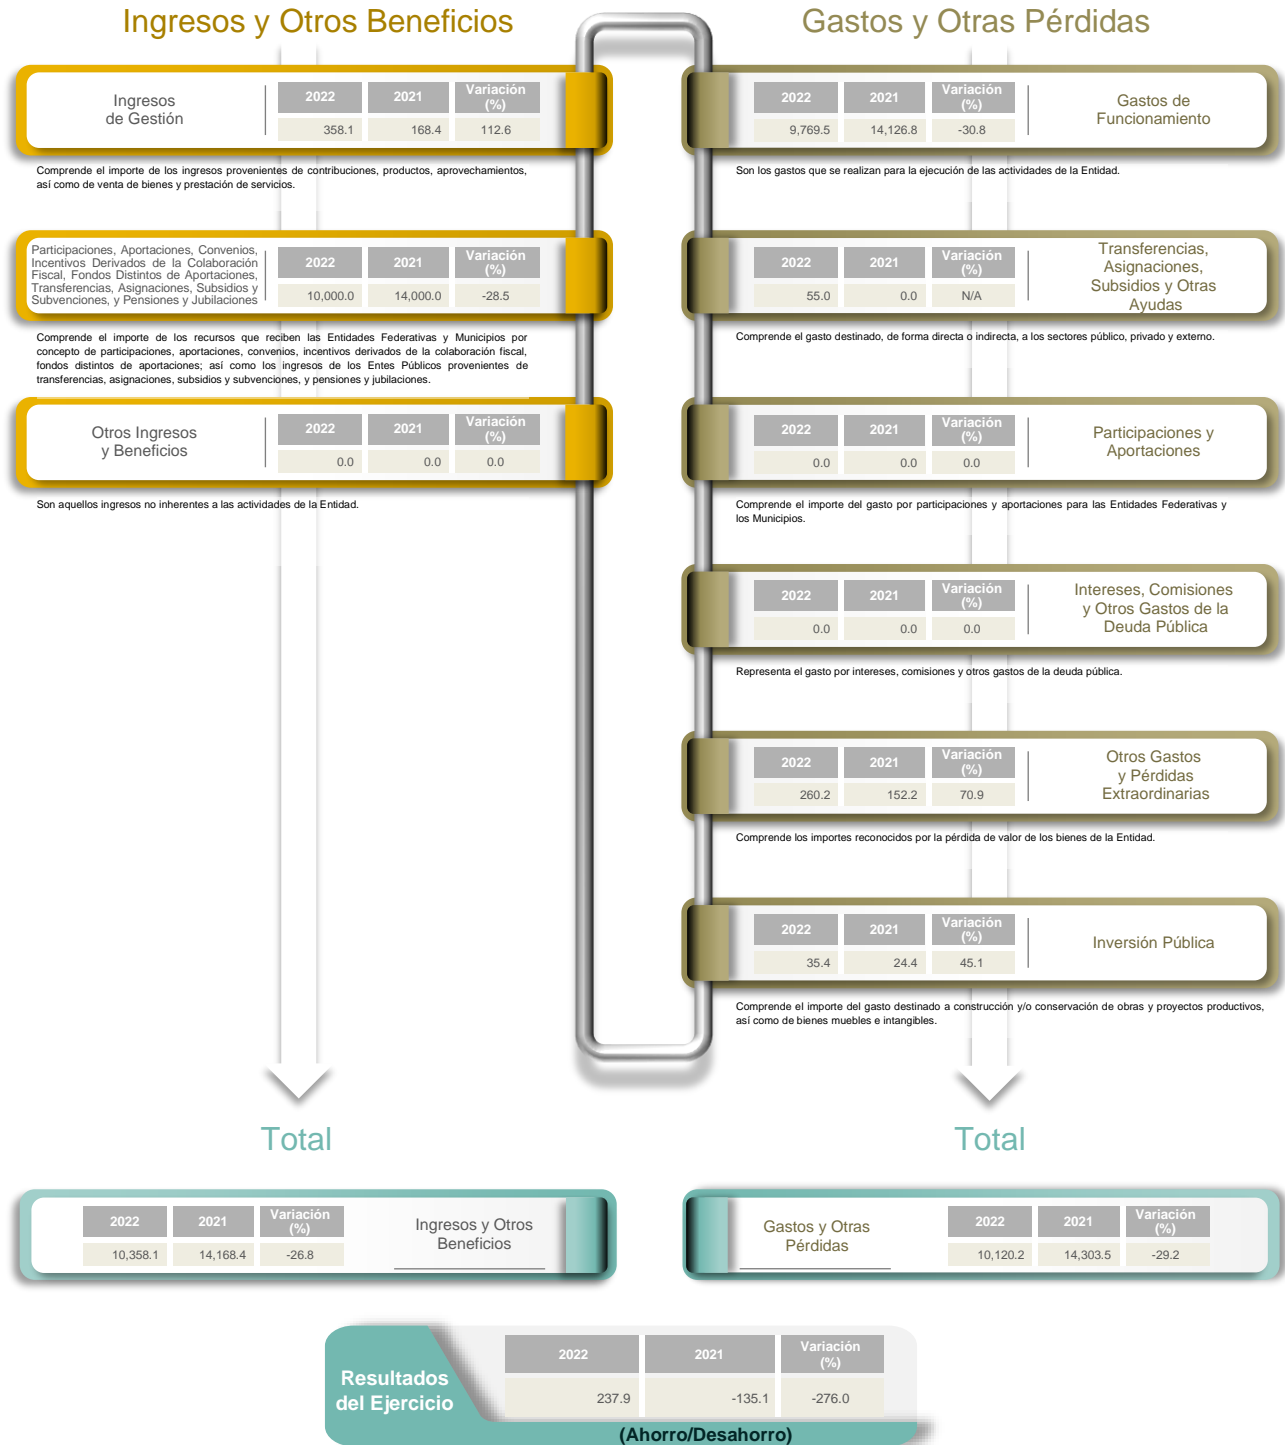 Ingresos y Otros Beneficios
Ingresos
de Gestión
2022 2021 Variación
(%)
358.1 168.4 112.6
Comprende el importe de los ingresos provenientes de contribuciones, productos, aprovechamientos,
así como de venta de bienes y prestación de servicios.
Participaciones, Aportaciones, Convenios,
Incentivos Derivados de la Colaboración
Fiscal, Fondos Distintos de Aportaciones,
Transferencias, Asignaciones, Subsidios y
Subvenciones, y Pensiones y Jubilaciones
2022 2021 Variación
(%)
10,000.0 14,000.0 -28.5
Comprende el importe de los recursos que reciben las Entidades Federativas y Municipios por
concepto de participaciones, aportaciones, convenios, incentivos derivados de la colaboración fiscal,
fondos distintos de aportaciones; así como los ingresos de los Entes Públicos provenientes de
transferencias, asignaciones, subsidios y subvenciones, y pensiones y jubilaciones.
Otros Ingresos
y Beneficios
2022 2021 Variación
(%)
0.0 0.0 0.0
Son aquellos ingresos no inherentes a las actividades de la Entidad.
Gastos y Otras Pérdidas
2022 2021 Variación
(%)
9,769.5 14,126.8 -30.8
Gastos de
Funcionamiento
Son los gastos que se realizan para la ejecución de las actividades de la Entidad.
2022 2021 Variación
(%)
55.0 0.0 N/A
Transferencias,
Asignaciones,
Subsidios y Otras
Ayudas
Comprende el gasto destinado, de forma directa o indirecta, a los sectores público, privado y externo.
2022 2021 Variación
(%)
0.0 0.0 0.0
Participaciones y
Aportaciones
Comprende el importe del gasto por participaciones y aportaciones para las Entidades Federativas y
los Municipios.
2022 2021 Variación
(%)
0.0 0.0 0.0
Intereses, Comisiones
y Otros Gastos de la
Deuda Pública
Representa el gasto por intereses, comisiones y otros gastos de la deuda pública.
2022 2021 Variación
(%)
260.2 152.2 70.9
Otros Gastos
y Pérdidas
Extraordinarias
Comprende los importes reconocidos por la pérdida de valor de los bienes de la Entidad.
2022 2021 Variación
(%)
35.4 24.4 45.1
Inversión Pública
Comprende el importe del gasto destinado a construcción y/o conservación de obras y proyectos productivos,
así como de bienes muebles e intangibles.
Total
2022 2021 Variación
(%)
10,358.1 14,168.4 -26.8
Ingresos y Otros
Beneficios
Total
Gastos y Otras
Pérdidas
2022 2021 Variación
(%)
10,120.2 14,303.5 -29.2
Resultados
del Ejercicio
2022 2021 Variación
(%)
237.9 -135.1 -276.0
(Ahorro/Desahorro)